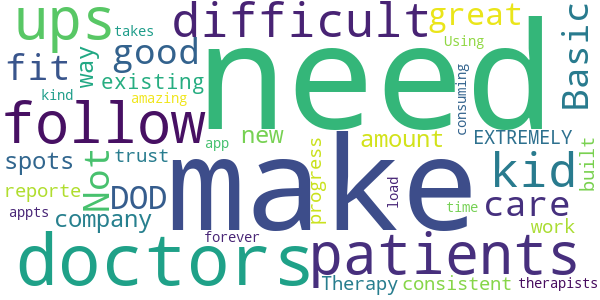 ups
takes
difficult
great
Basic
good
way
Using
fit
need
existing
amazing
consuming
kind
follow
app
new
amount
EXTREMELY
built
spots
Not
trust
make
progress
kid
reporte
DOD
load
care
appts
company
time
work
doctors
forever
patients
Therapy
consistent
therapists